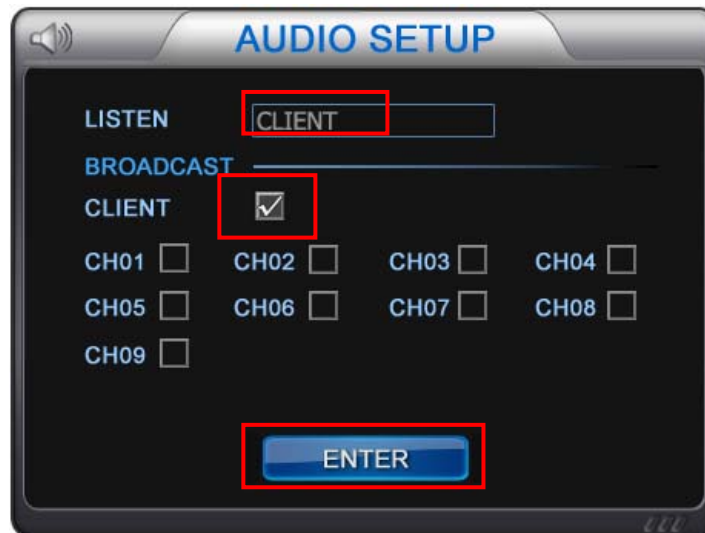 AUDIO SETUP
LISTEN CLIENT
BROADCAST
CLIENT
CH01 CH02 CH03 CH04
CH05 CH06 CH07 CH08
CH09
ENTER